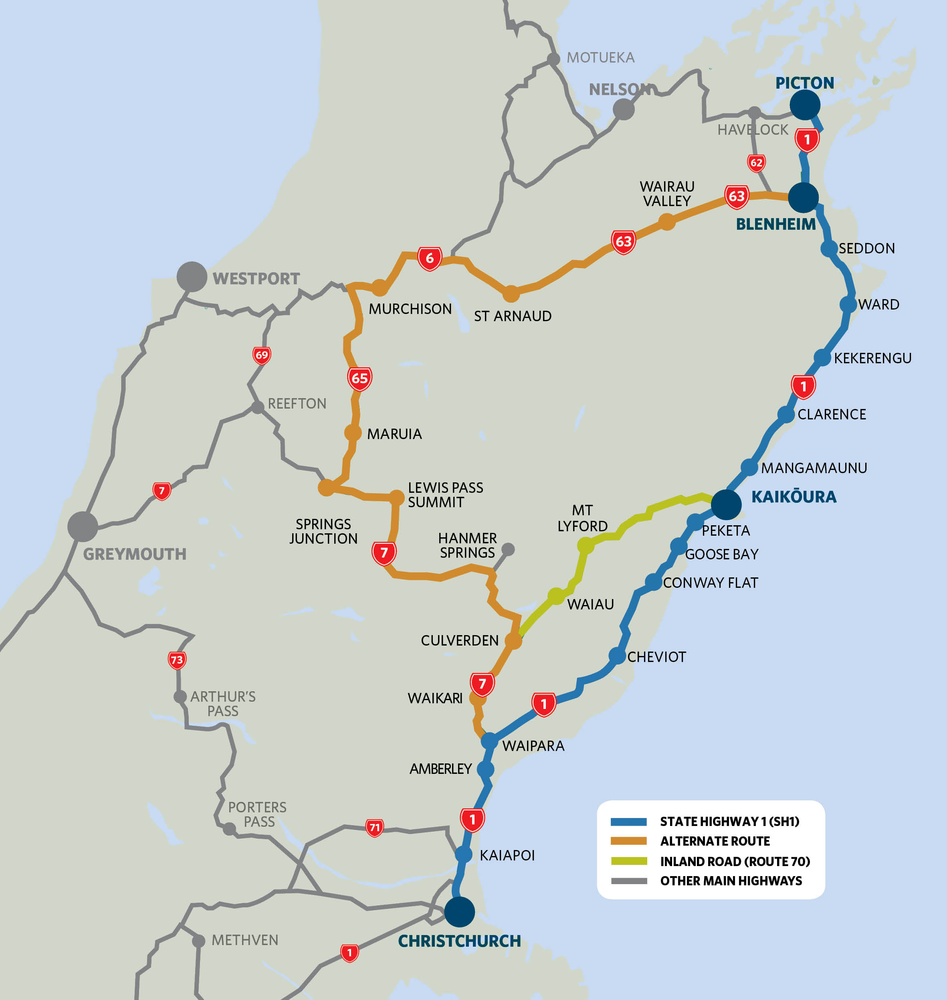 MOTUEKA
PICTON
NELSON
HAVELOCK
1
62
WAIRAU
VALLEY
63
BLENHEIM
63
SEDDON
6
WESTPORT
MURCHISON
ST ARNAUD
WARD
69
KEKERENGU
65
1
REEFTON
CLARENCE
MARUIA
MANGAMAUNU
7
LEWIS PASS
SUMMIT
KAIKŌURA
MT
LYFORD
SPRINGS
JUNCTION
PEKETA
HANMER
SPRINGS
7
GREYMOUTH
GOOSE BAY
CONWAY FLAT
WAIAU
CULVERDEN
CHEVIOT
73
7
ARTHUR'S
PASS
WAIKARI
1
WAIPARA
AMBERLEY
PORTERS
PASS
1
71
KAIAPOI
STATE HIGHWAY 1 (SH1)
ALTERNATE ROUTE
INLAND ROAD (ROUTE 70)
OTHER MAIN HIGHWAYS
METHVEN
CHRISTCHURCH
1